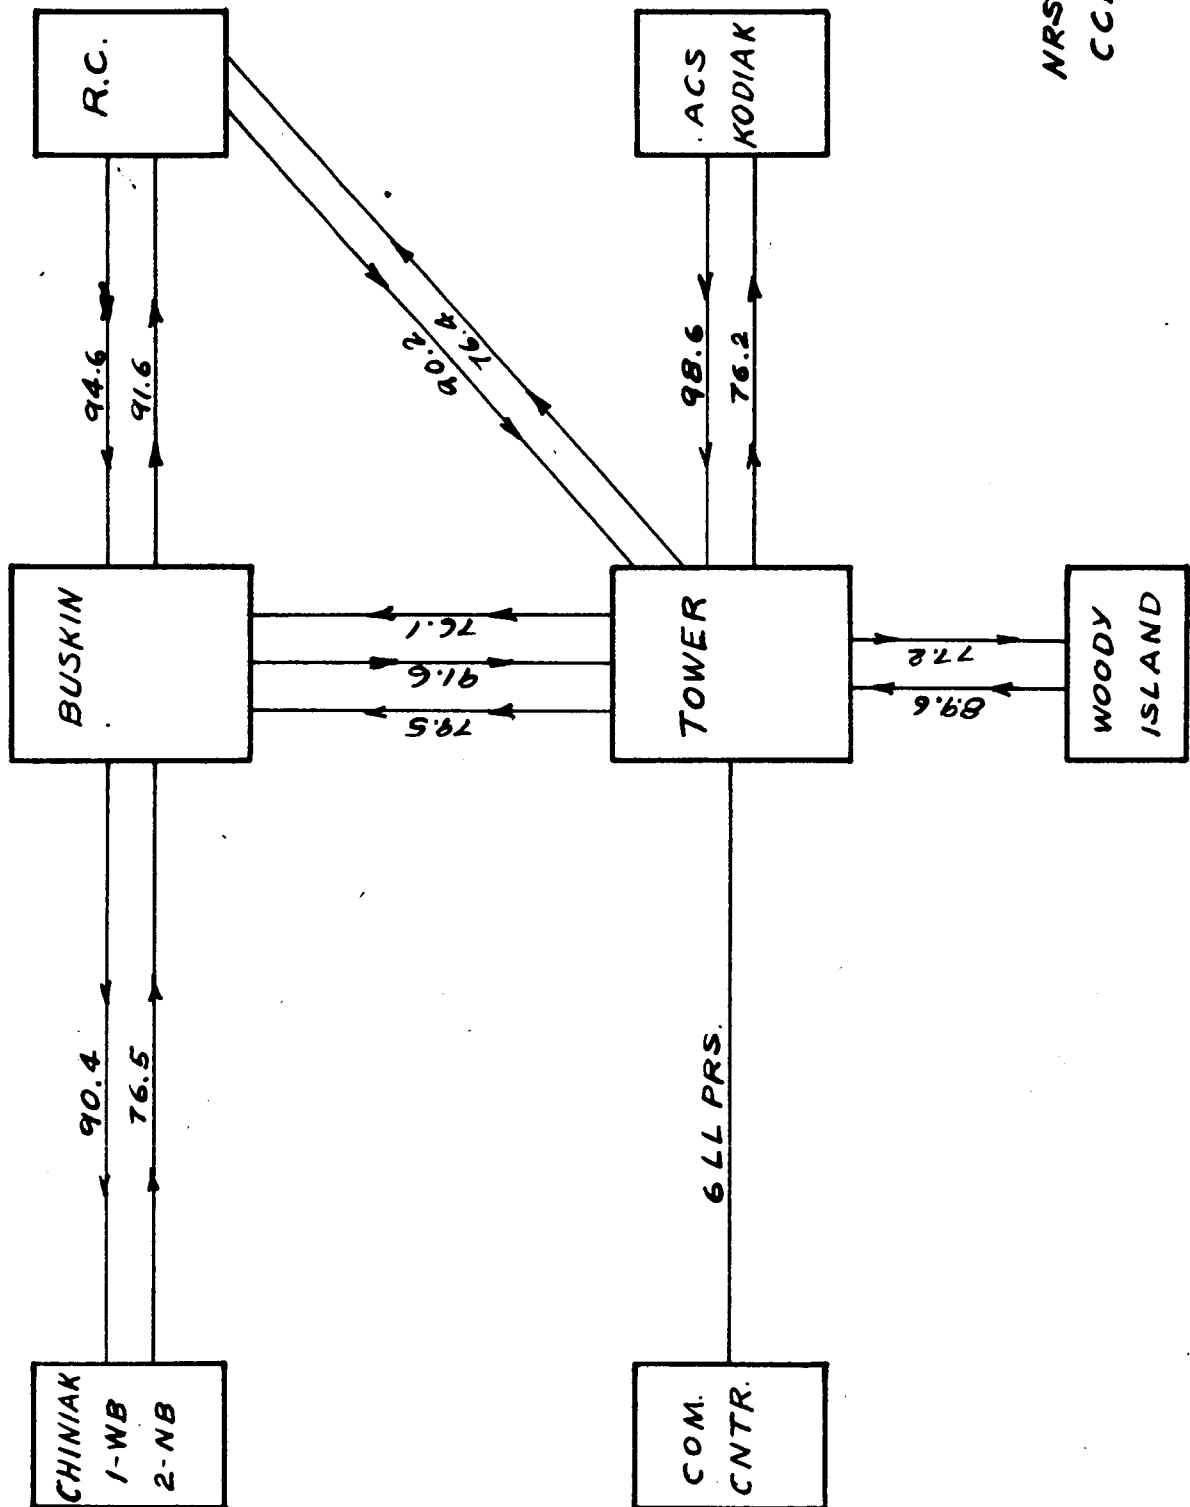 CHINIAK
1-WB
2-NB
90.4
76.5
BUSKIN
94.6
91.6
R.C.
79.5
91.6
76.1
90.2
76.4
COM.
CNTR.
6 LL PRS.
TOWER
98.6
76.2
.ACS
KODIAK
89.6
77.2
WOODY
ISLAND
NRS